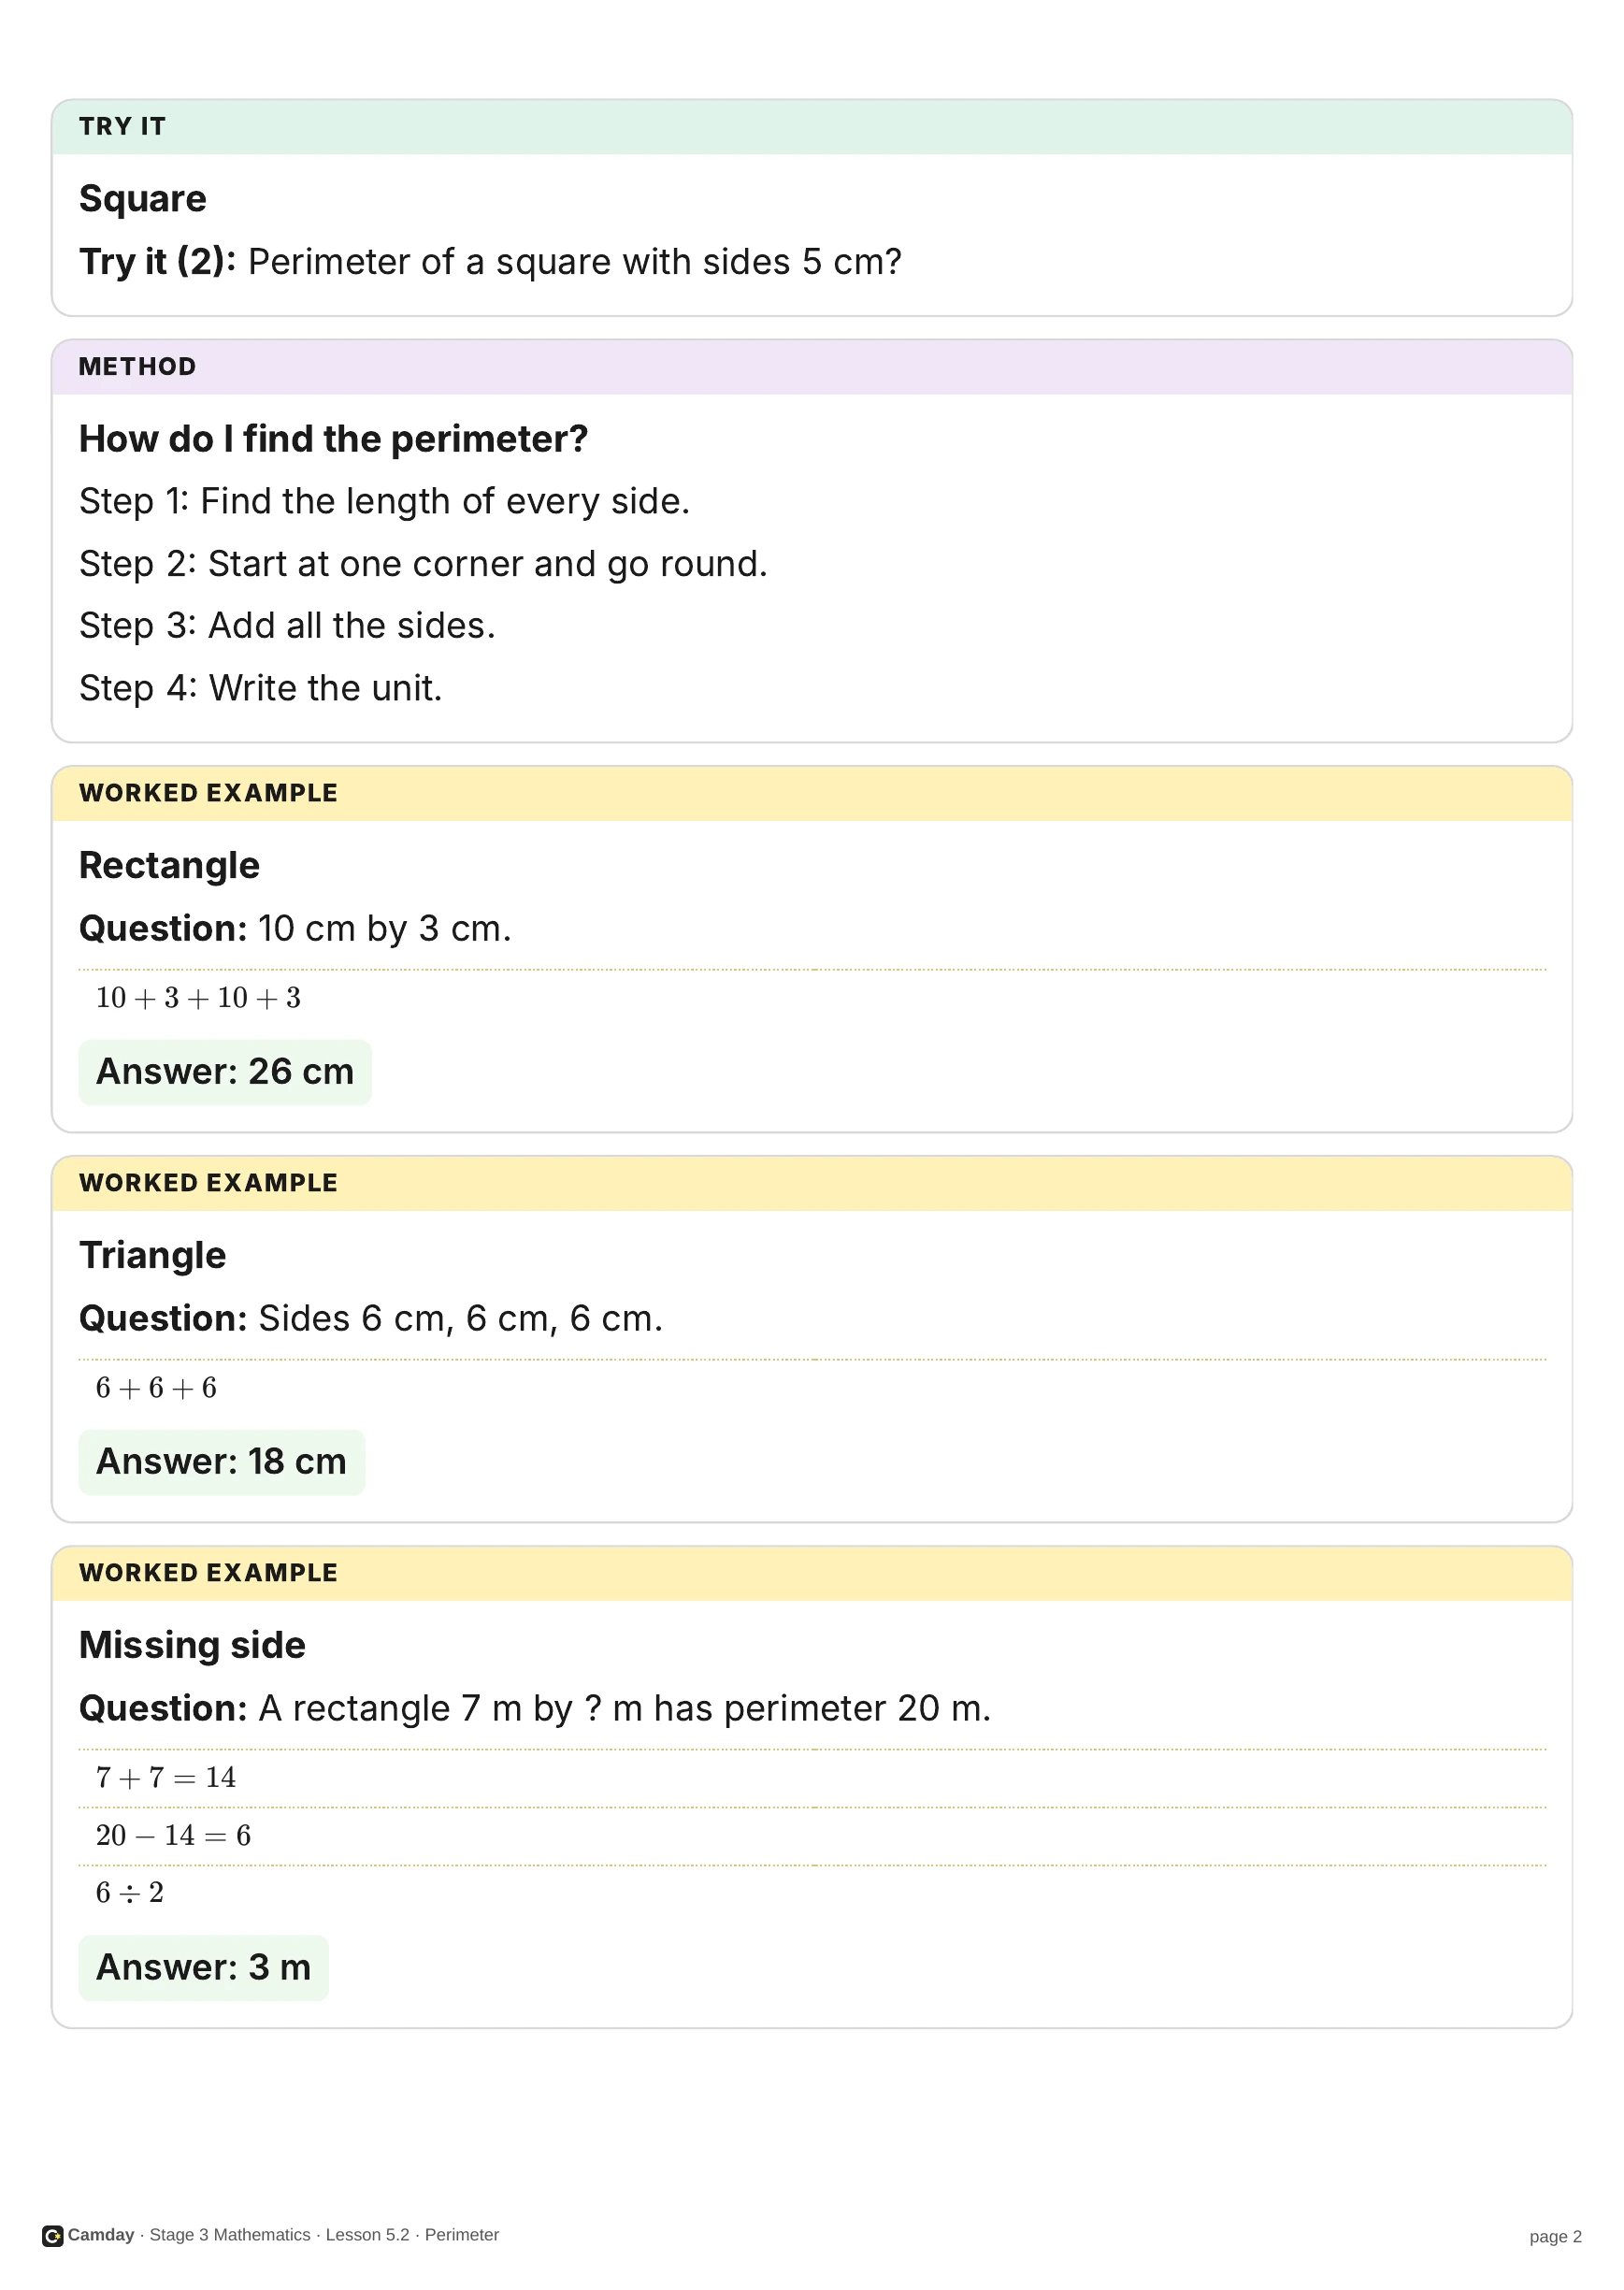 TRY IT
Square
Try it (2): Perimeter of a square with sides 5 cm?
METHOD
How do I find the perimeter?
Step 1: Find the length of every side.
Step 2: Start at one corner and go round.
Step 3: Add all the sides.
Step 4: Write the unit.
WORKED EXAMPLE
Rectangle
Question: 10 cm by 3 cm.
10 + 3 + 10 + 3
Answer: 26 cm
WORKED EXAMPLE
Triangle
Question: Sides 6 cm, 6 cm, 6 cm.
6 + 6 + 6
Answer: 18 cm
WORKED EXAMPLE
Missing side
Question: A rectangle 7 m by ? m has perimeter 20 m.
7 + 7 = 14
20 − 14 = 6
6 ÷ 2
Answer: 3 m
Camday · Stage 3 Mathematics · Lesson 5.2 · Perimeter
page 2